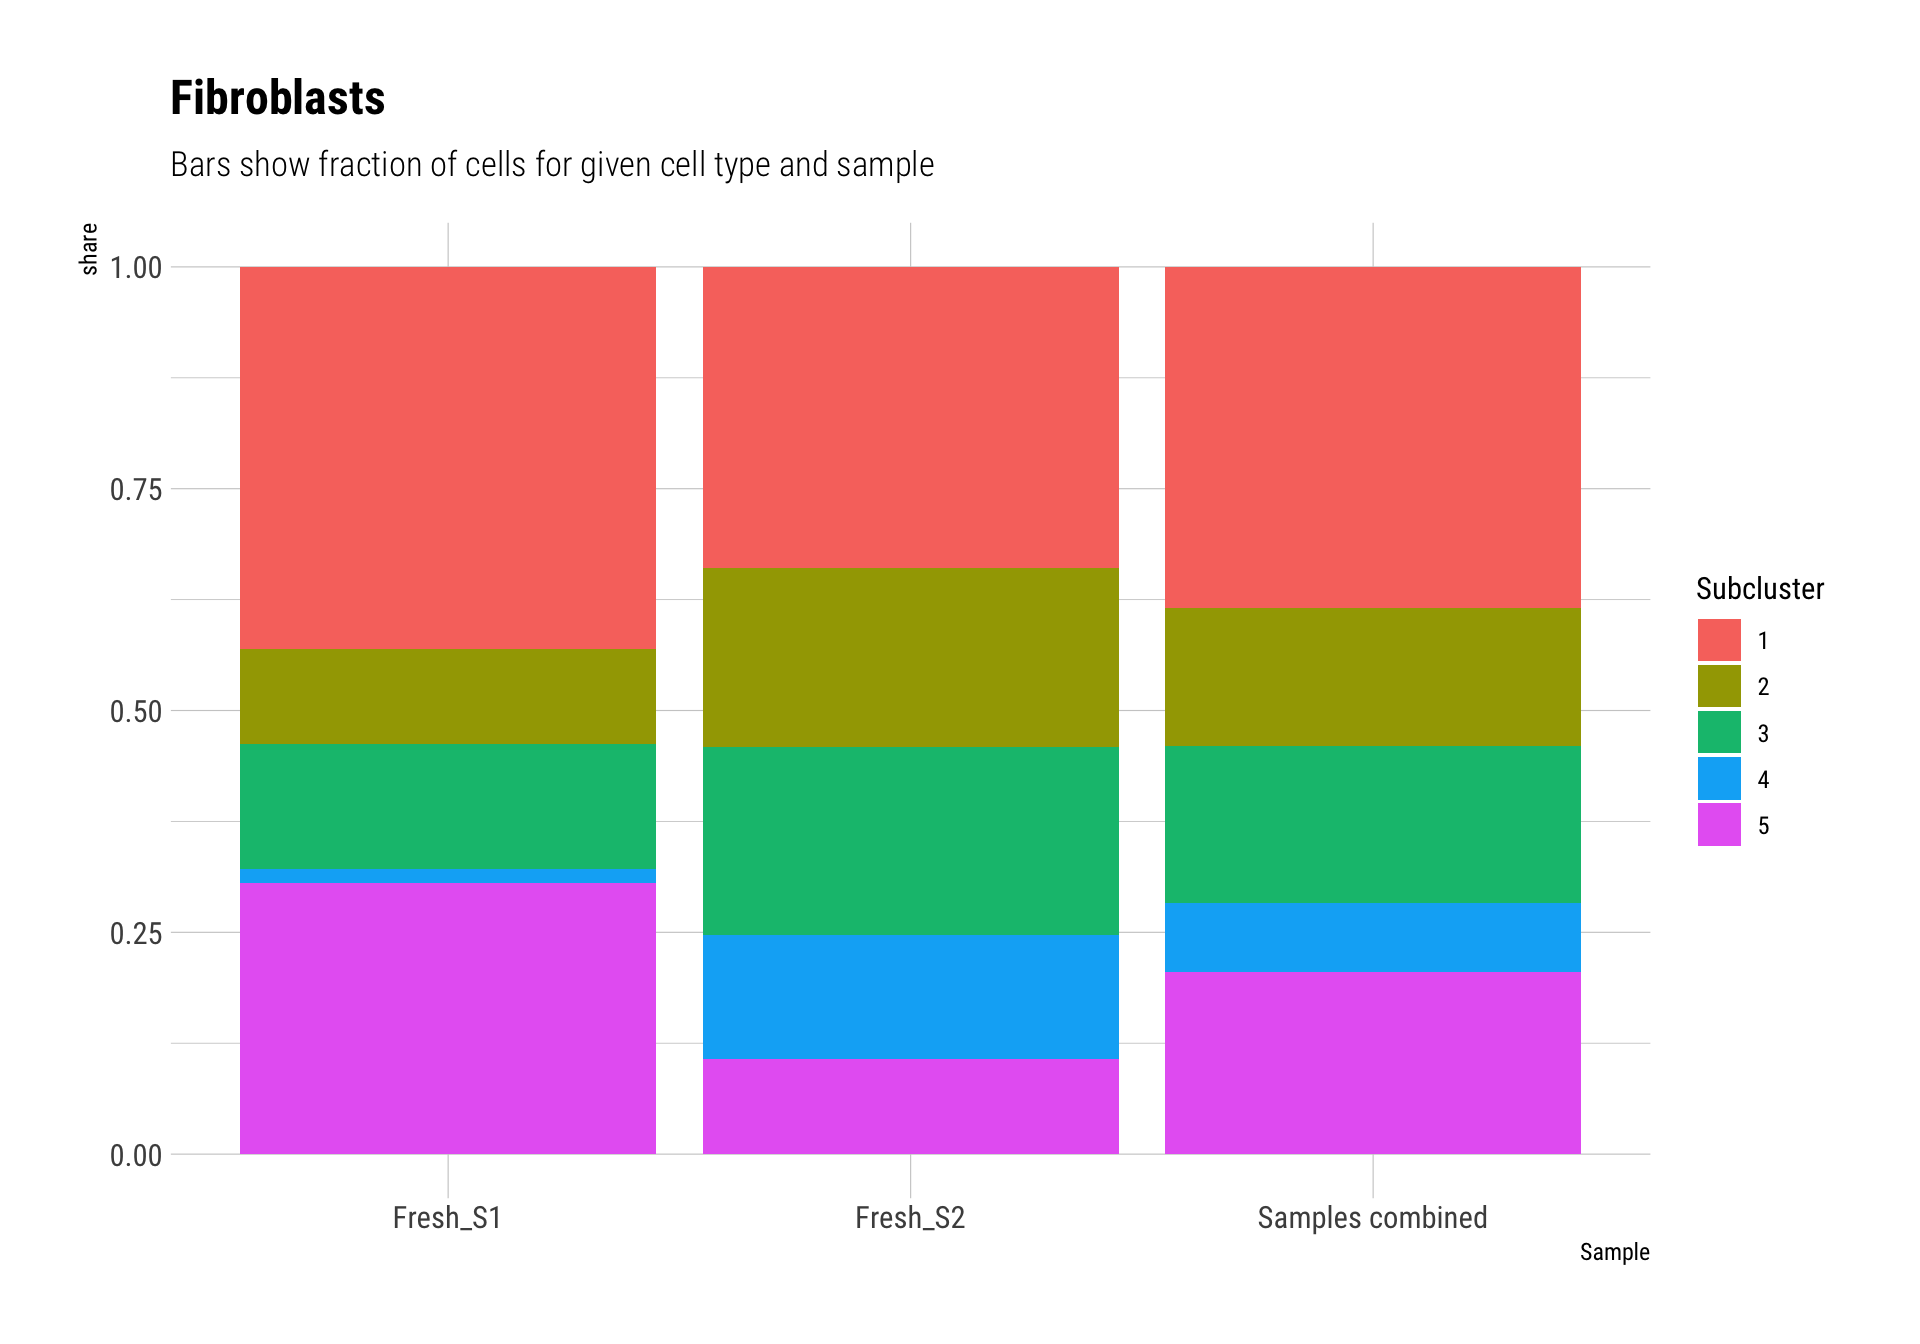 Fibroblasts
Bars show fraction of cells for given cell type and sample
share
1.00
0.75
0.50
0.25
0.00
Fresh_S1
Fresh_S2
Samples combined
Sample
Subcluster
1
2
3
4
5